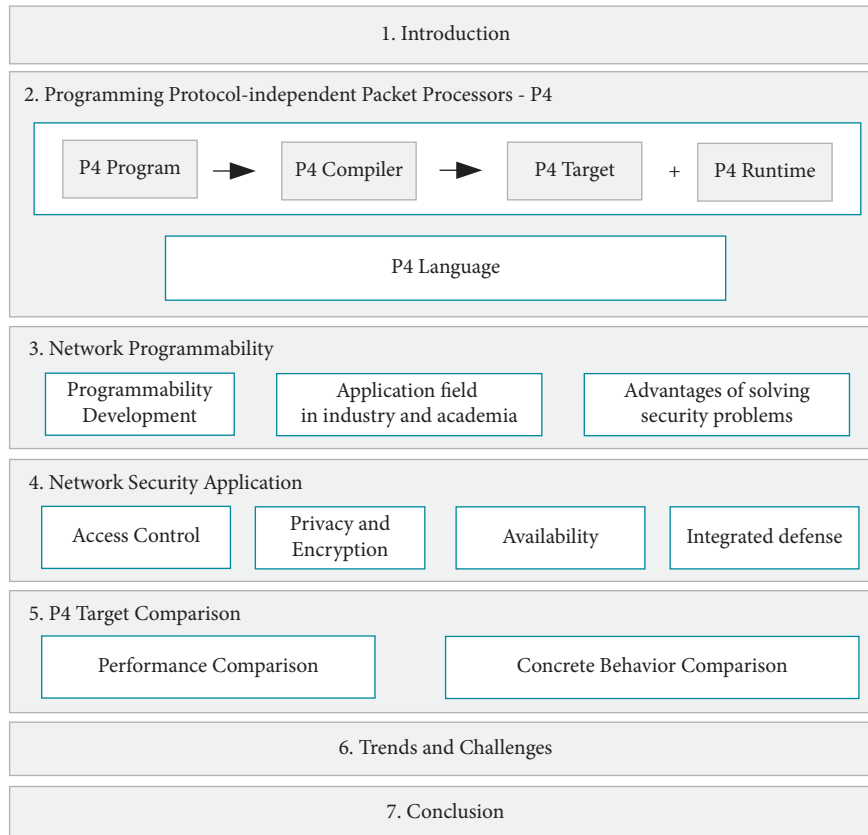 1. Introduction
2. Programming Protocol-independent Packet Processors - P4
P4 Program
P4 Compiler
P4 Target
+
P4 Runtime
P4 Language
3. Network Programmability
Programmability
Development
Application field
in industry and academia
Advantages of solving
security problems
4. Network Security Application
Access Control
Privacy and
Encryption
Availability
Integrated defense
5. P4 Target Comparison
Performance Comparison
Concrete Behavior Comparison
6. Trends and Challenges
7. Conclusion